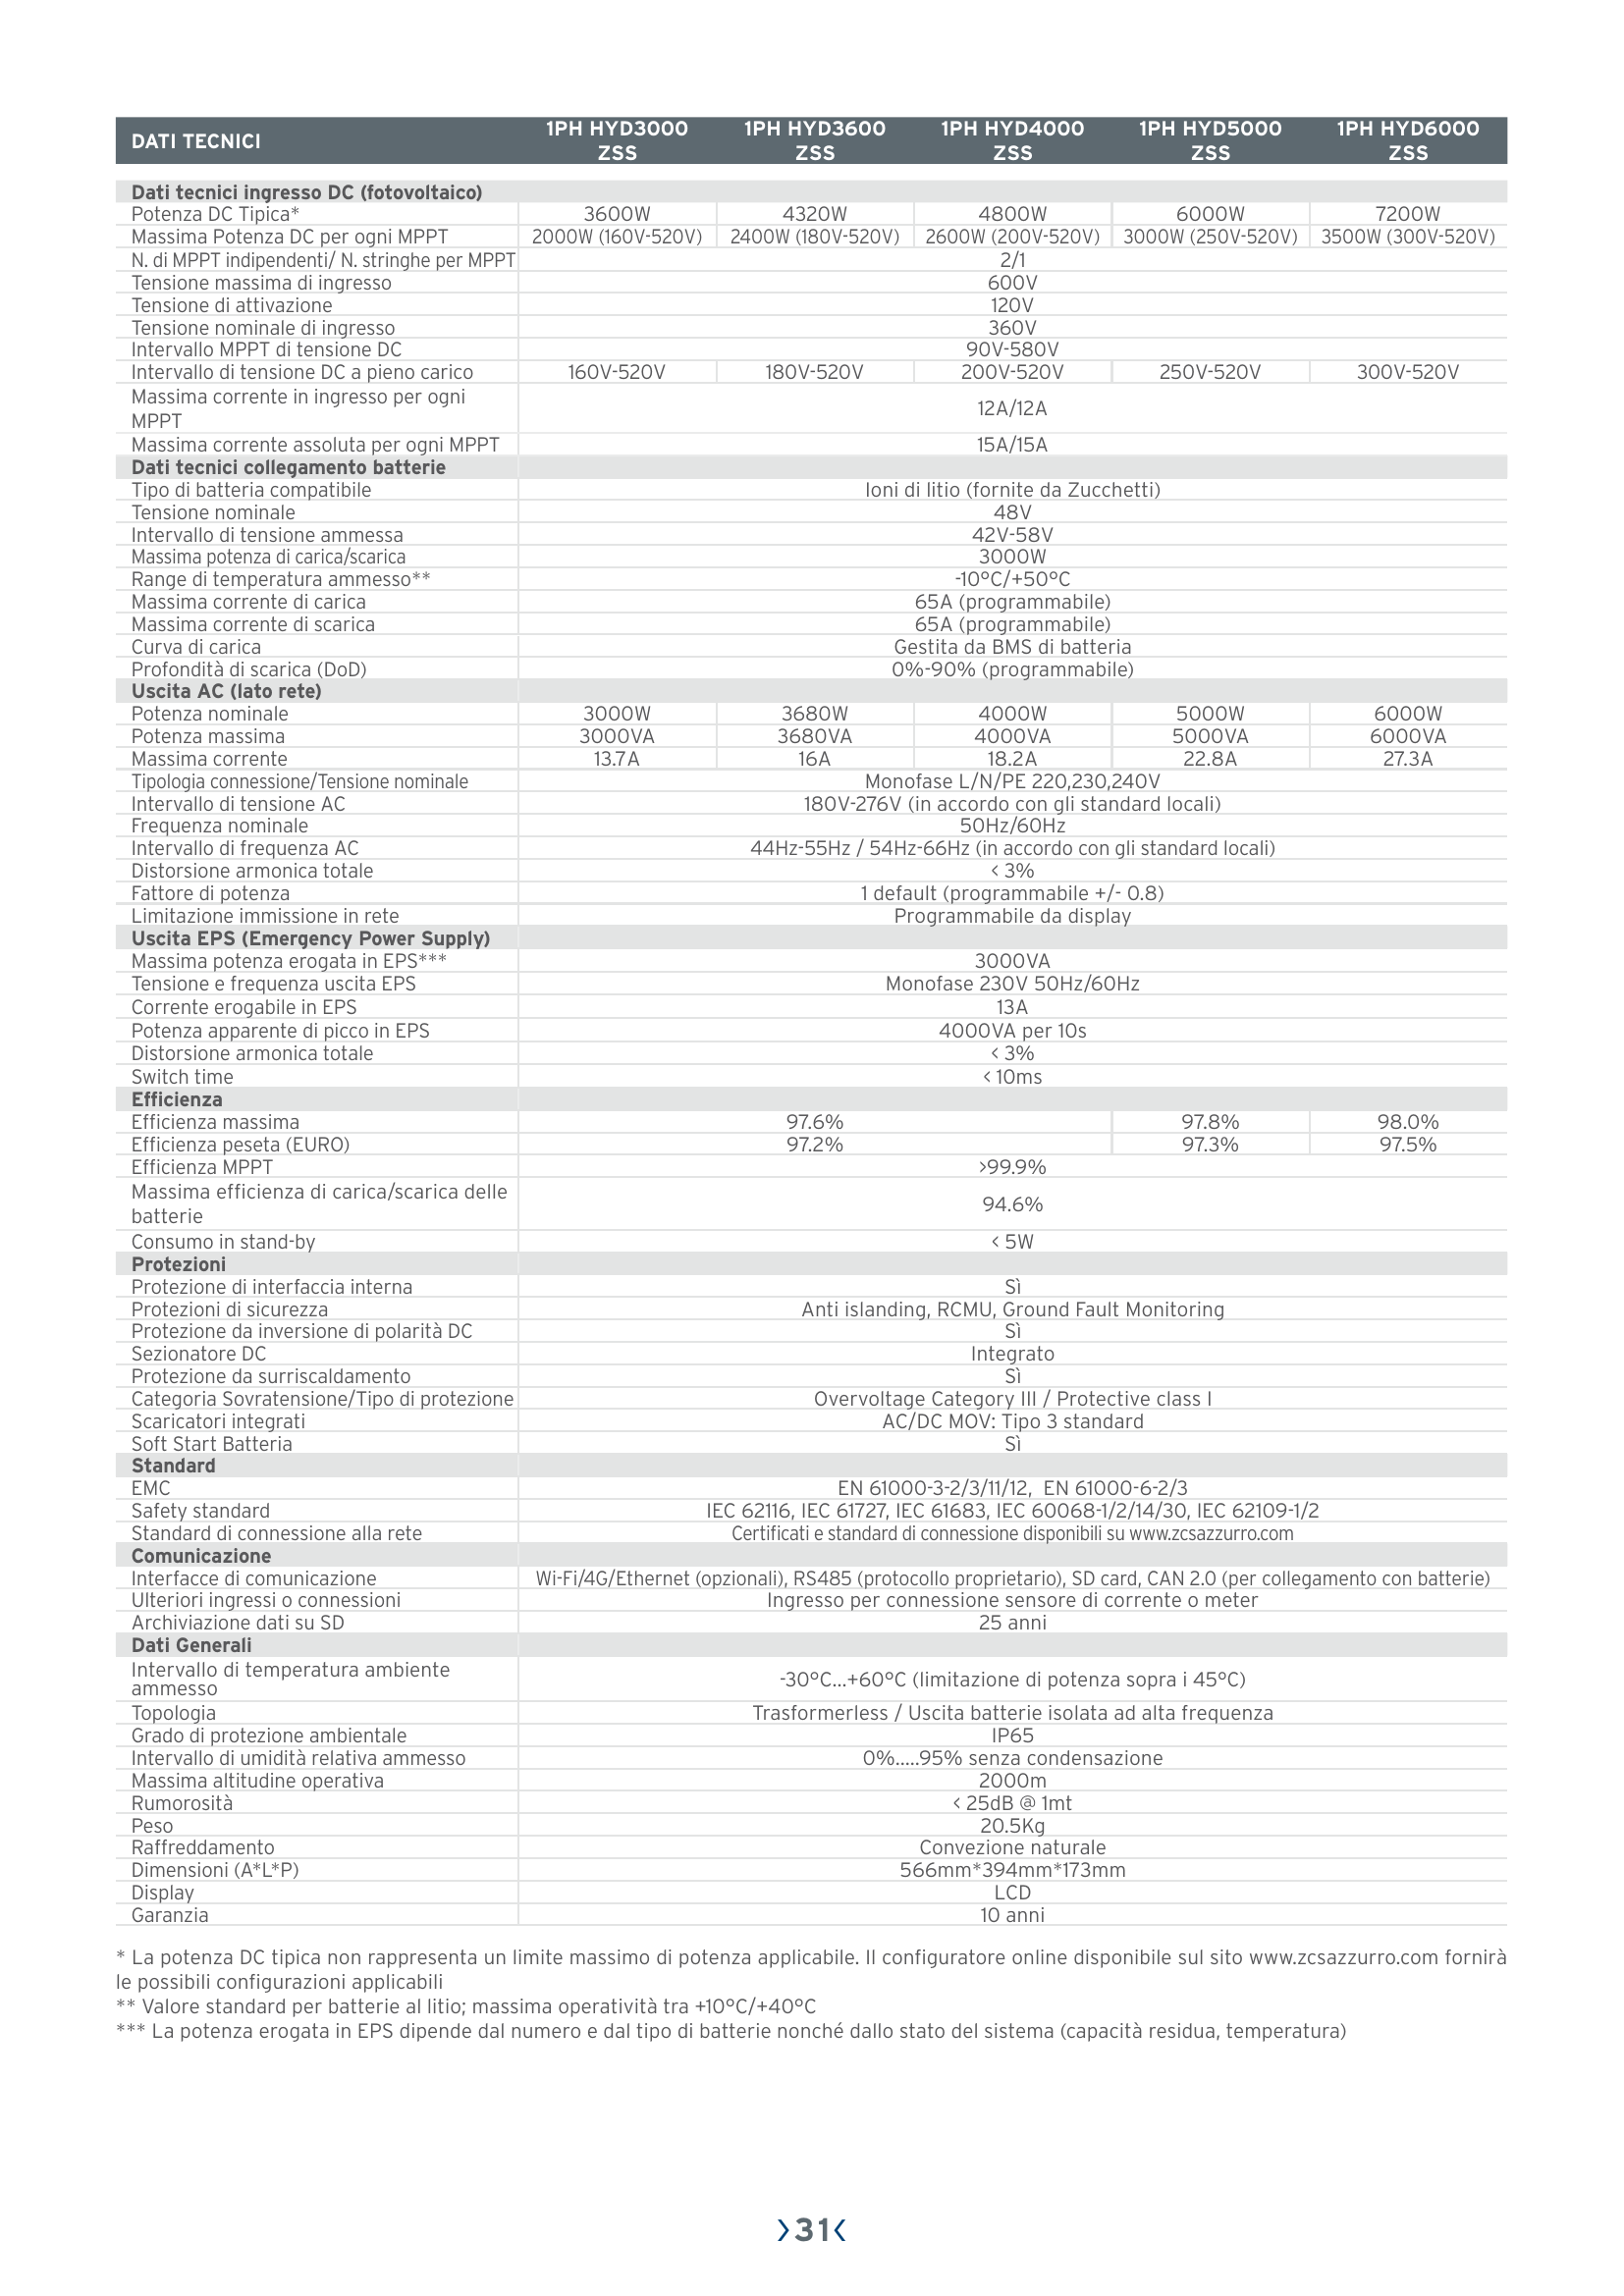 DATI TECNICI 1PH HYD3000 ZSS 1PH HYD3600 ZSS 1PH HYD4000 ZSS 1PH HYD5000 ZSS 1PH HYD6000 ZSS
Dati tecnici ingresso DC (fotovoltaico)
Potenza DC Tipica* 3600W 4320W 4800W 6000W 7200W
Massima Potenza DC per ogni MPPT 2000W (160V-520V) 2400W (180V-520V) 2600W (200V-520V) 3000W (250V-520V) 3500W (300V-520V)
N. di MPPT indipendenti/ N. stringhe per MPPT 2/1
Tensione massima di ingresso 600V
Tensione di attivazione 120V
Tensione nominale di ingresso 360V
Intervallo MPPT di tensione DC 90V-580V
Intervallo di tensione DC a pieno carico 160V-520V 180V-520V 200V-520V 250V-520V 300V-520V
Massima corrente in ingresso per ogni
MPPT 12A/12A
Massima corrente assoluta per ogni MPPT 15A/15A
Dati tecnici collegamento batterie
Tipo di batteria compatibile Ioni di litio (fornite da Zucchetti)
Tensione nominale 48V
Intervallo di tensione ammessa 42V-58V
Massima potenza di carica/scarica 3000W
Range di temperatura ammesso** -10°C/+50°C
Massima corrente di carica 65A (programmabile)
Massima corrente di scarica 65A (programmabile)
Curva di carica Gestita da BMS di batteria
Profondità di scarica (DoD) 0%-90% (programmabile)
Uscita AC (lato rete)
Potenza nominale 3000W 3680W 4000W 5000W 6000W
Potenza massima 3000VA 3680VA 4000VA 5000VA 6000VA
Massima corrente 13.7A 16A 18.2A 22.8A 27.3A
Tipologia connessione/Tensione nominale Monofase L/N/PE 220,230,240V
Intervallo di tensione AC 180V-276V (in accordo con gli standard locali)
Frequenza nominale 50Hz/60Hz
Intervallo di frequenza AC 44Hz-55Hz / 54Hz-66Hz (in accordo con gli standard locali)
Distorsione armonica totale < 3%
Fattore di potenza 1 default (programmabile +/- 0.8)
Limitazione immissione in rete Programmabile da display
Uscita EPS (Emergency Power Supply)
Massima potenza erogata in EPS*** 3000VA
Tensione e frequenza uscita EPS Monofase 230V 50Hz/60Hz
Corrente erogabile in EPS 13A
Potenza apparente di picco in EPS 4000VA per 10s
Distorsione armonica totale < 3%
Switch time < 10ms
Efficienza
Efficienza massima 97.6% 97.8% 98.0%
Efficienza peseta (EURO) 97.2% 97.3% 97.5%
Efficienza MPPT >99.9%
Massima efficienza di carica/scarica delle
batterie 94.6%
Consumo in stand-by < 5W
Protezioni
Protezione di interfaccia interna Sì
Protezioni di sicurezza Anti islanding, RCMU, Ground Fault Monitoring
Protezione da inversione di polarità DC Sì
Sezionatore DC Integrato
Protezione da surriscaldamento Sì
Categoria Sovratensione/Tipo di protezione Overvoltage Category III / Protective class I
Scaricatori integrati AC/DC MOV: Tipo 3 standard
Soft Start Batteria Sì
Standard
EMC EN 61000-3-2/3/11/12, EN 61000-6-2/3
Safety standard IEC 62116, IEC 61727, IEC 61683, IEC 60068-1/2/14/30, IEC 62109-1/2
Standard di connessione alla rete Certificati e standard di connessione disponibili su www.zcsazzurro.com
Comunicazione
Interfacce di comunicazione Wi-Fi/4G/Ethernet (opzionali), RS485 (protocollo proprietario), SD card, CAN 2.0 (per collegamento con batterie)
Ulteriori ingressi o connessioni Ingresso per connessione sensore di corrente o meter
Archiviazione dati su SD 25 anni
Dati Generali
Intervallo di temperatura ambiente
ammesso -30°C...+60°C (limitazione di potenza sopra i 45°C)
Topologia Trasformerless / Uscita batterie isolata ad alta frequenza
Grado di protezione ambientale IP65
Intervallo di umidità relativa ammesso 0%.....95% senza condensazione
Massima altitudine operativa 2000m
Rumorosità < 25dB @ 1mt
Peso 20.5Kg
Raffreddamento Convezione naturale
Dimensioni (A*L*P) 566mm*394mm*173mm
Display LCD
Garanzia 10 anni
* La potenza DC tipica non rappresenta un limite massimo di potenza applicabile. Il configuratore online disponibile sul sito www.zcsazzurro.com fornirà
le possibili configurazioni applicabili
** Valore standard per batterie al litio; massima operatività tra +10°C/+40°C
*** La potenza erogata in EPS dipende dal numero e dal tipo di batterie nonché dallo stato del sistema (capacità residua, temperatura)
31